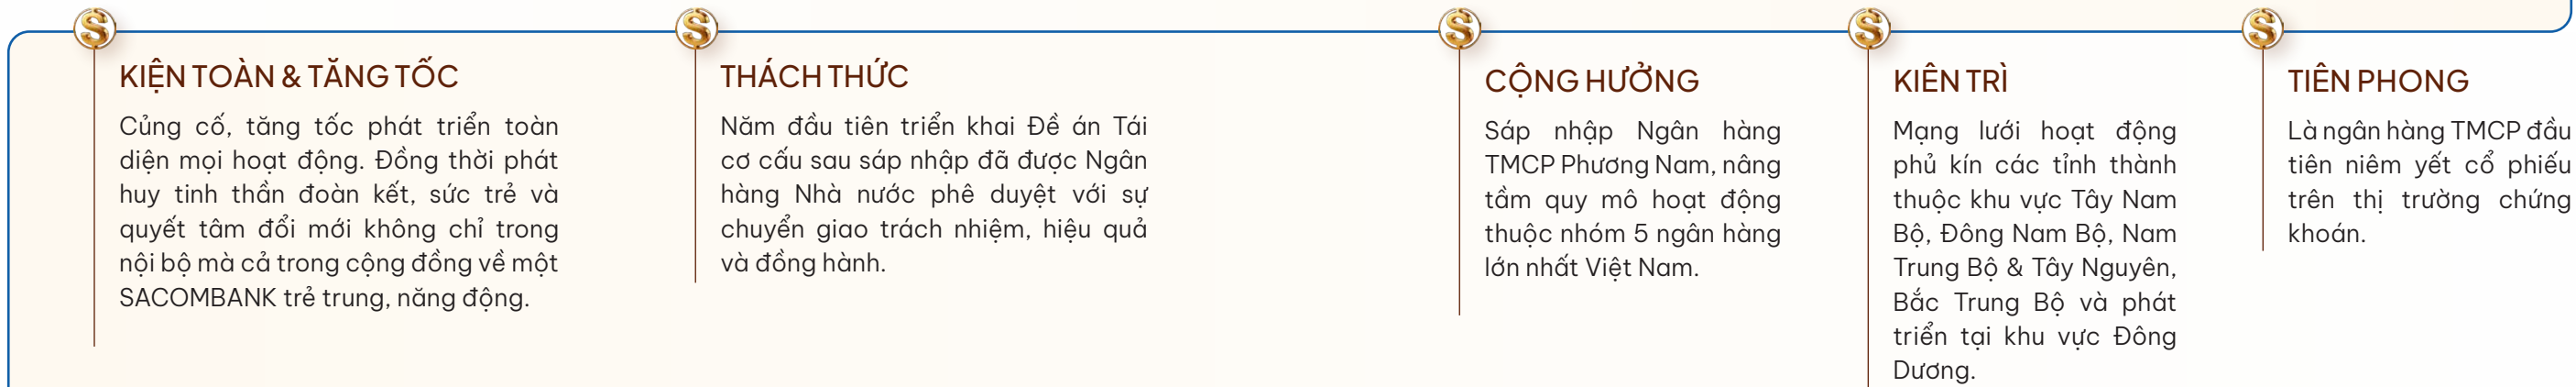 KIỆN TOÀN & TĂNG TỐC
Củng cố, tăng tốc phát triển toàn
diện mọi hoạt động. Đồng thời phát
huy tinh thần đoàn kết, sức trẻ và
quyết tâm đổi mới không chỉ trong
nội bộ mà cả trong cộng đồng về một
SACOMBANK trẻ trung, năng động.
THÁCH THỨC
Năm đầu tiên triển khai Đề án Tái
cơ cấu sau sáp nhập đã được Ngân
hàng Nhà nước phê duyệt với sự
chuyển giao trách nhiệm, hiệu quả
và đồng hành.
CỘNG HƯỞNG
Sáp nhập Ngân hàng
TMCP Phương Nam, nâng
tầm quy mô hoạt động
thuộc nhóm 5 ngân hàng
lớn nhất Việt Nam.
KIÊN TRÌ
Mạng lưới hoạt động
phủ kín các tỉnh thành
thuộc khu vực Tây Nam
Bộ, Đông Nam Bộ, Nam
Trung Bộ & Tây Nguyên,
Bắc Trung Bộ và phát
triển tại khu vực Đông
Dương.
TIÊN PHONG
Là ngân hàng TMCP đầu
tiên niêm yết cổ phiếu
trên thị trường chứng
khoán.